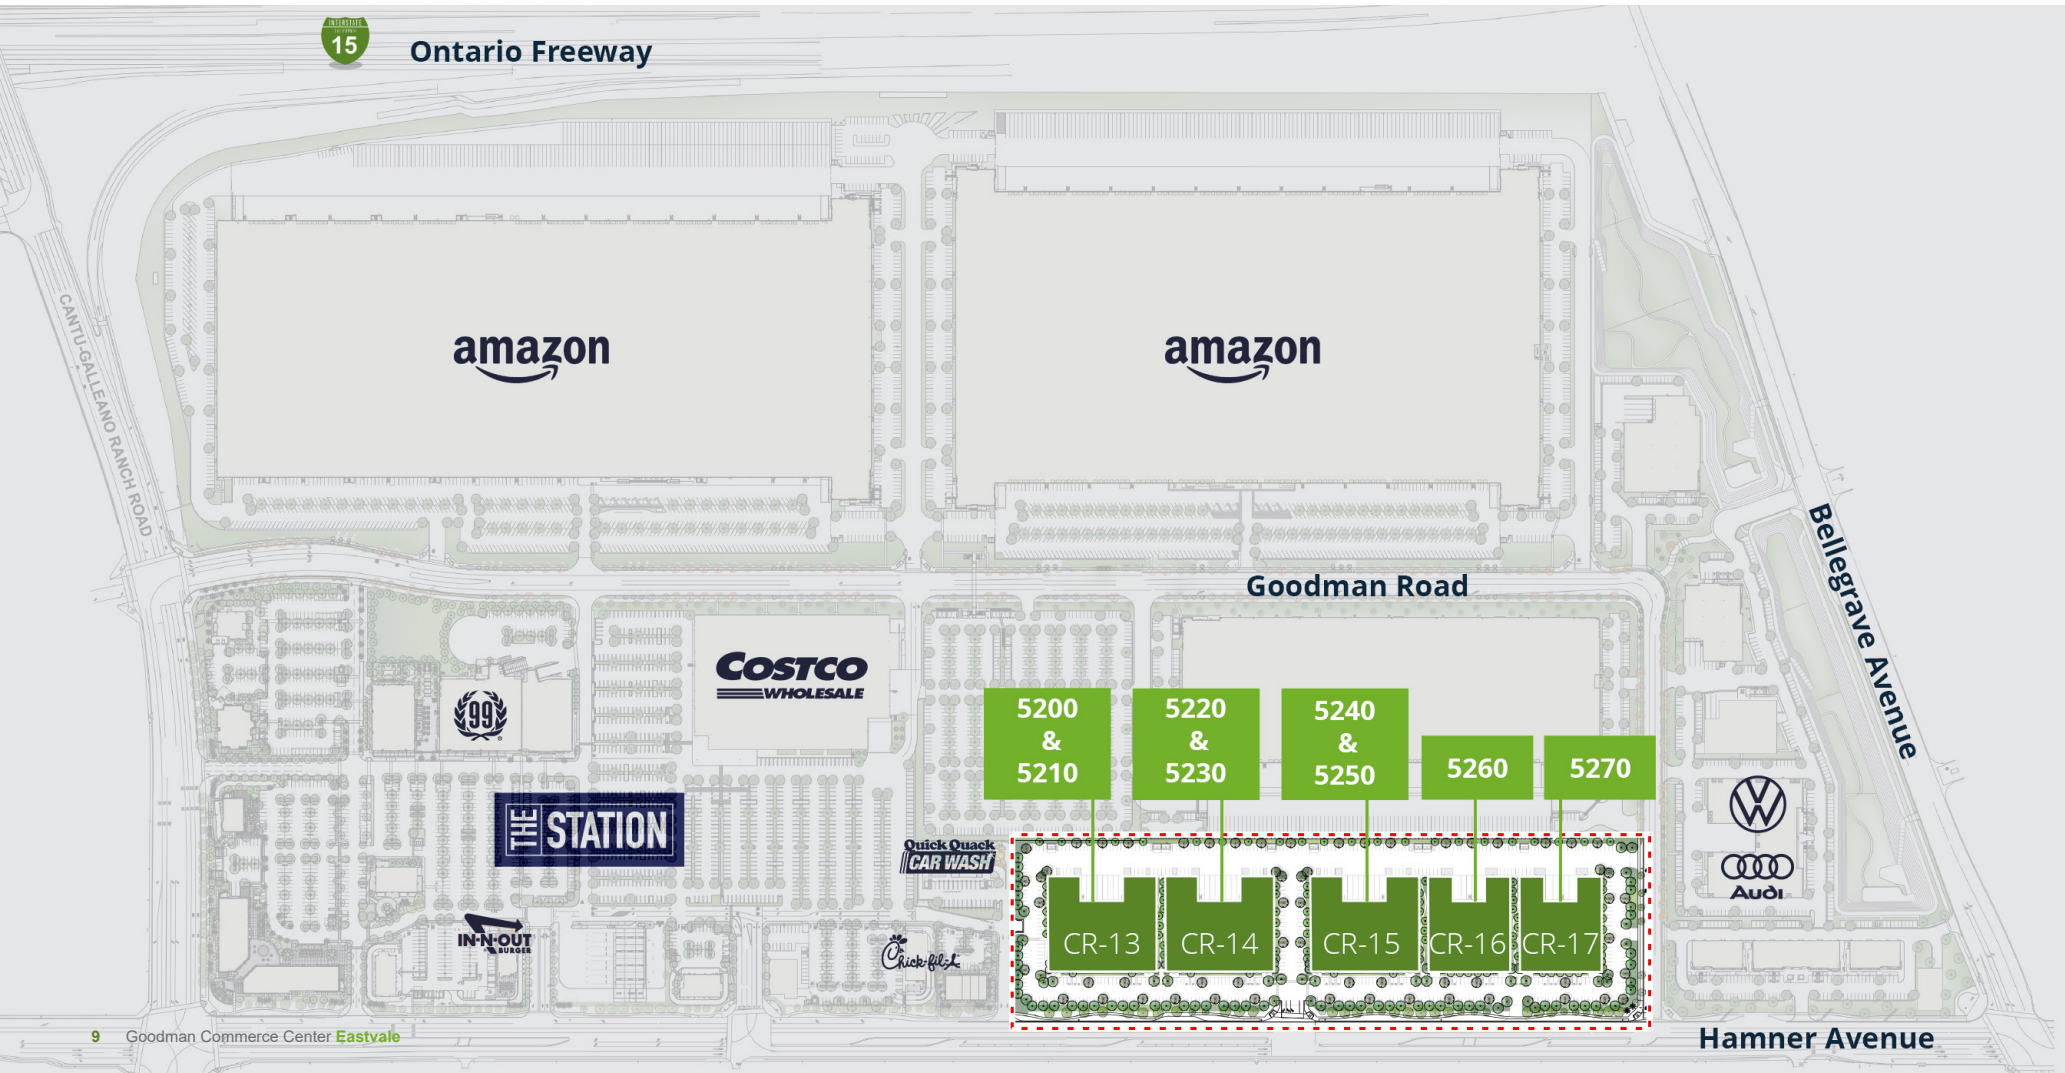 INTERSTATE
CALIFORNIA
15
Ontario Freeway
CANTU-GALLEANO RANCH ROAD
amazon
amazon
Bellegrave Avenue
Goodman Road
COSTCO
WHOLESALE
99
5200
&
5210
5220
&
5230
5240
&
5250
5260
5270
THE STATION
Quick Quack
CAR WASH
Audi
IN-N-OUT
BURGER
Chick-fil-A
CR-13
CR-14
CR-15
CR-16
CR-17
9 Goodman Commerce Center Eastvale
Hamner Avenue